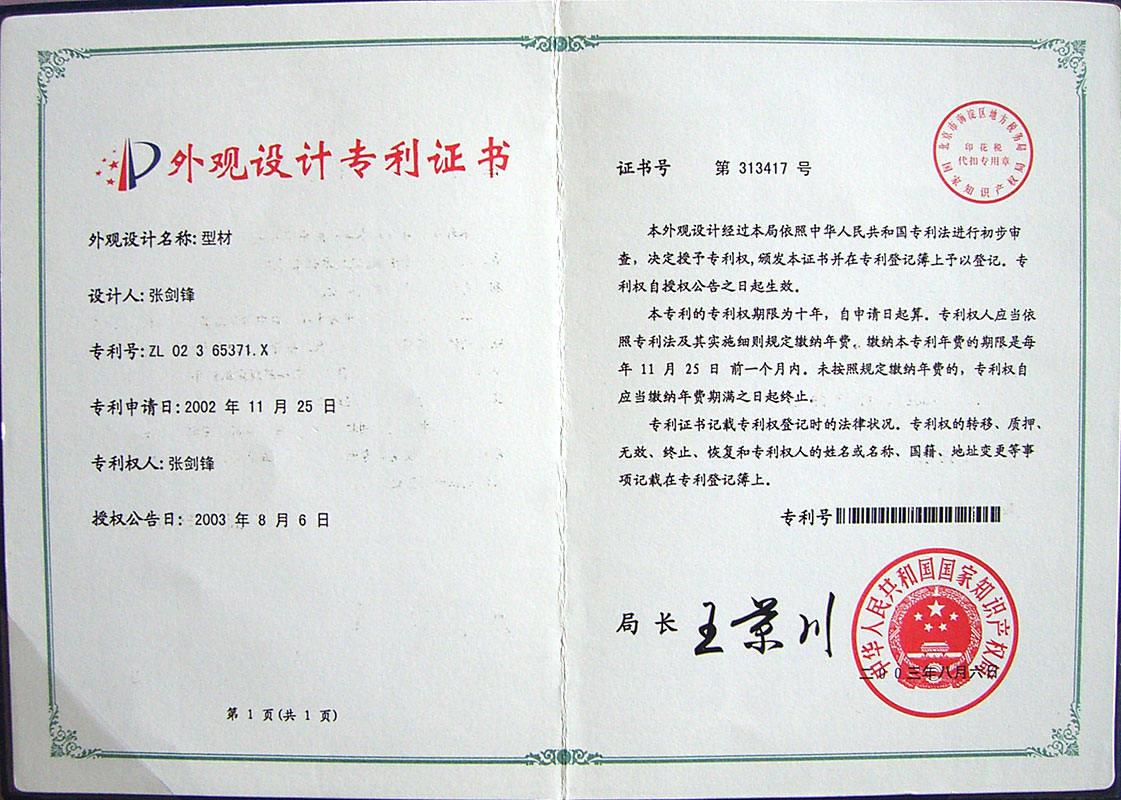 外观设计专利证书
外观设计名称:型材
设计人:张剑锋
专利号:ZL 02 3 65371.X
专利申请日:2002 年 11 月 25 日
专利权人:张剑锋
授权公告日: 2003 年 8 月 6 日
第 1 页(共 1 页)
证书号 第 313417 号
北京市海淀区地方税务局
印花税
代扣专用章
国家知识产权局
本外观设计经过本局依照中华人民共和国专利法进行初步审
查，决定授予专利权,颁发本证书并在专利登记簿上予以登记。专
利权自授权公告之日起生效。
本专利的专利权期限为十年，自申请日起算。专利权人应当依
照专利法及其实施细则规定缴纳年费。缴纳本专利年费的期限是每
年 11 月 25 日 前一个月内。未按照规定缴纳年费的，专利权自
应当缴纳年费期满之日起终止。
专利证书记载专利权登记时的法律状况。专利权的转移、质押、
无效、终止、恢复和专利权人的姓名或名称、国籍、地址变更等事
项记载在专利登记簿上。
专利号
局长 王景川
中华人民共和国国家知识产权局
二00三年八月六日